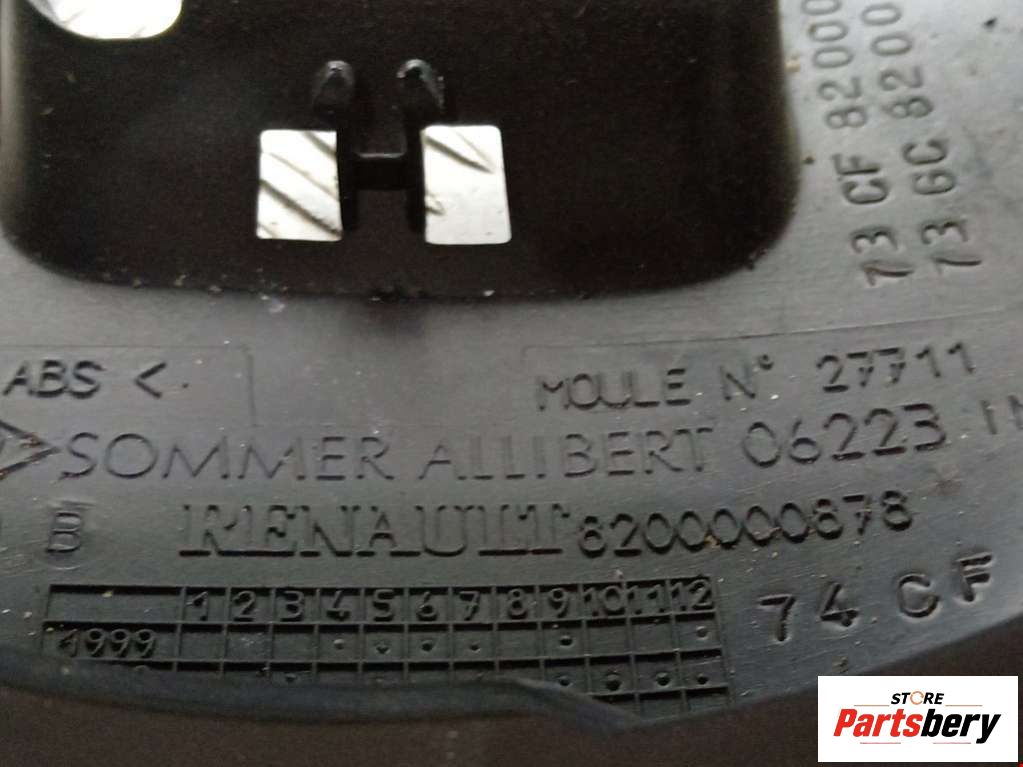 73 CF 8200
73 GC 8200
ABS <
MOULE N° 27711
SOMMER ALLIBERT 06223
B RENAULT 8200000878
1 2 3 4 5 6 7 8 9 10 11 12
1999
74 CF
STORE
Partsbery